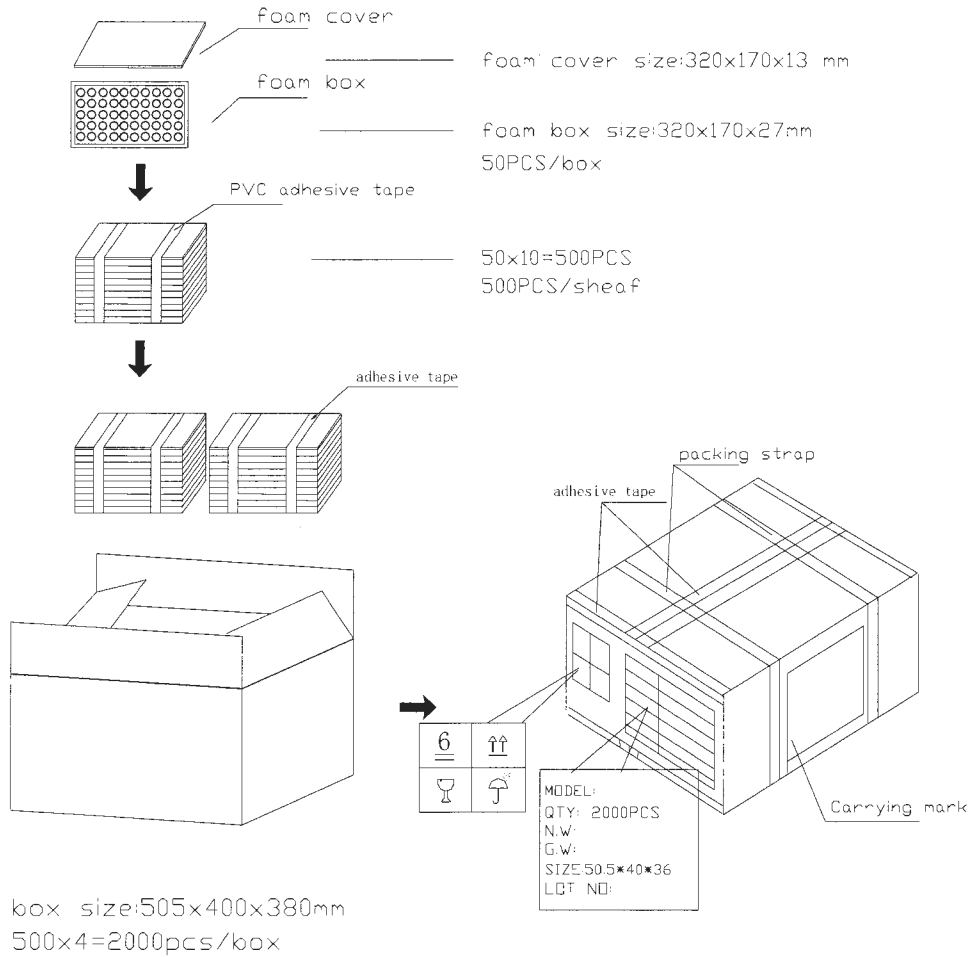 foam cover
foam cover size:320x170x13 mm
foam box
foam box size:320x170x27mm
50PCS/box
PVC adhesive tape
50x10=500PCS
500PCS/sheaf
adhesive tape
packing strap
adhesive tape
6
MODEL:
QTY: 2000PCS
N.W:
G.W:
SIZE:50.5*40*36
LOT NO:
Carrying mark
box size:505x400x380mm
500x4=2000pcs/box